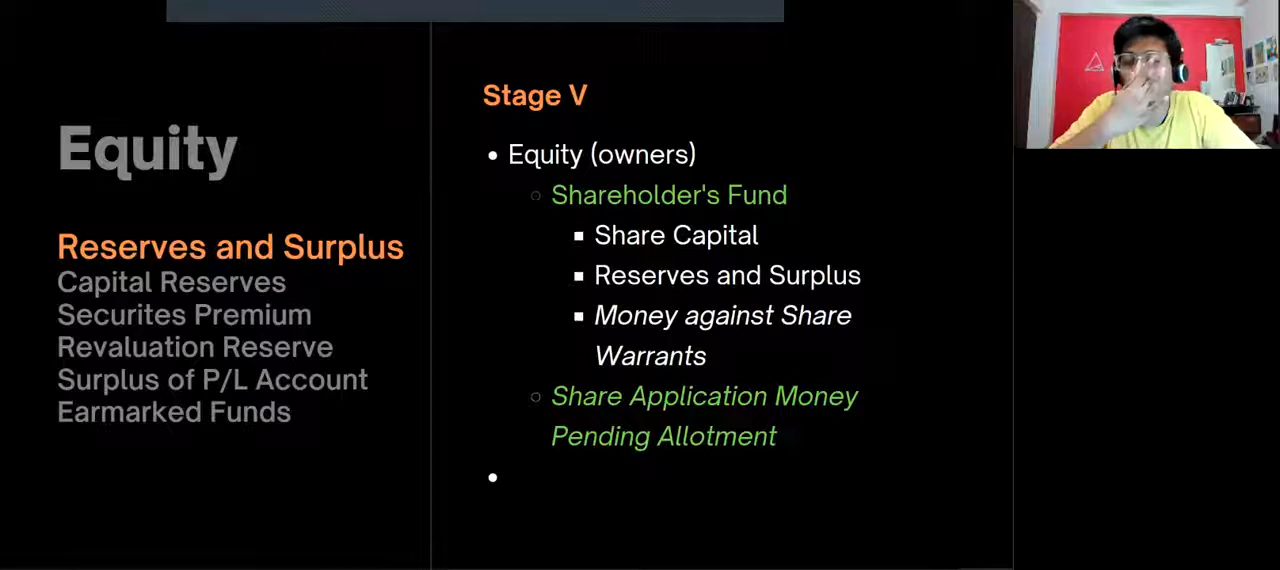 Equity
Reserves and Surplus
Capital Reserves
Securites Premium
Revaluation Reserve
Surplus of P/L Account
Earmarked Funds
Stage V
Equity (owners)
Shareholder's Fund
Share Capital
Reserves and Surplus
Money against Share
Warrants
Share Application Money
Pending Allotment